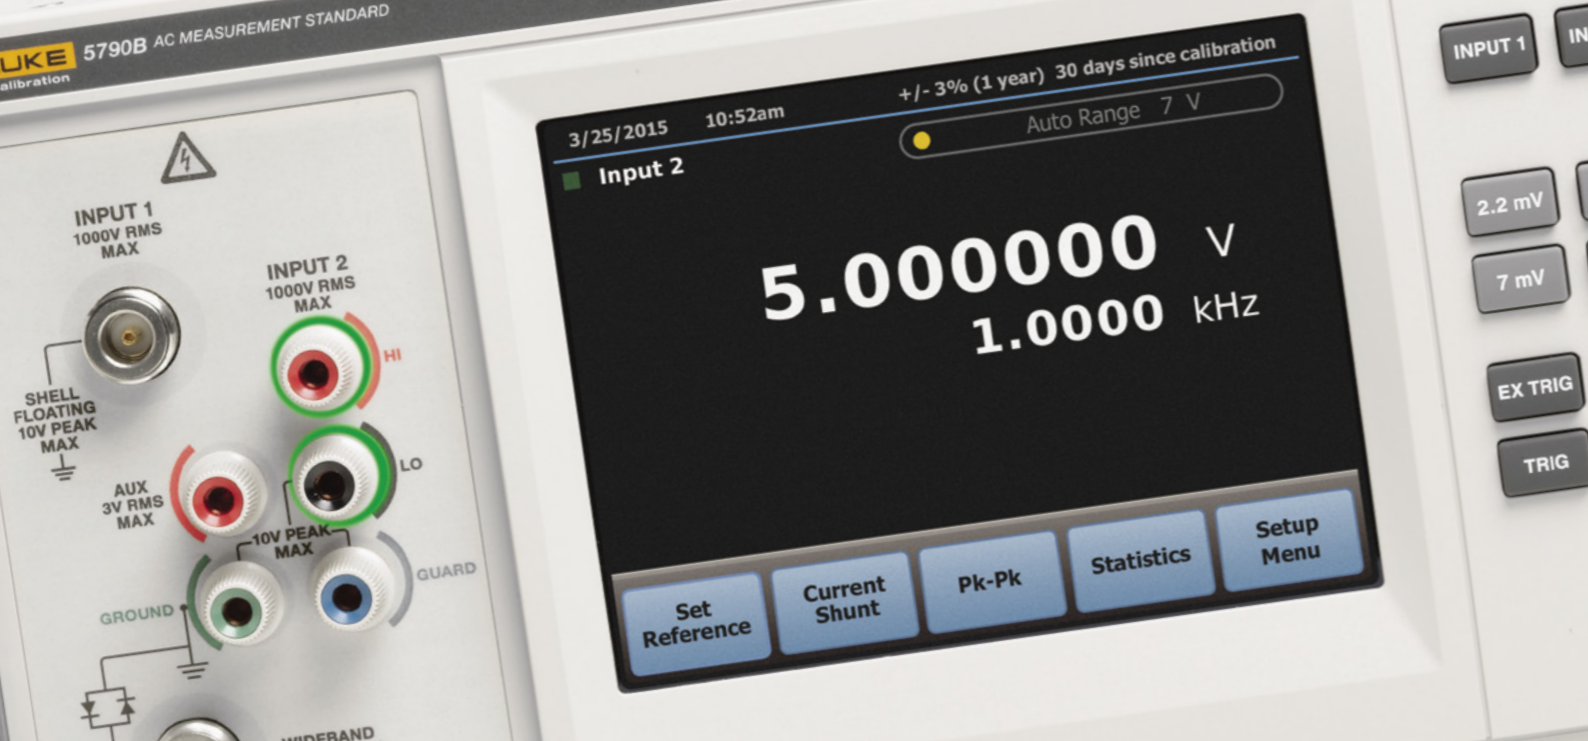 UKE
alibration
5790B AC MEASUREMENT STANDARD
INPUT 1
1000V RMS
MAX
INPUT 2
1000V RMS
MAX
HI
SHELL
FLOATING
10V PEAK
MAX
LO
AUX
3V RMS
MAX
10V PEAK
MAX
GUARD
GROUND
WIDEBAND
3/25/2015 10:52am +/- 3% (1 year) 30 days since calibration
Auto Range 7 V
Input 2
5.000000 V
1.0000 kHz
Set
Reference
Current
Shunt
Pk-Pk
Statistics
Setup
Menu
INPUT 1
IN
2.2 mV
7 mV
EX TRIG
TRIG